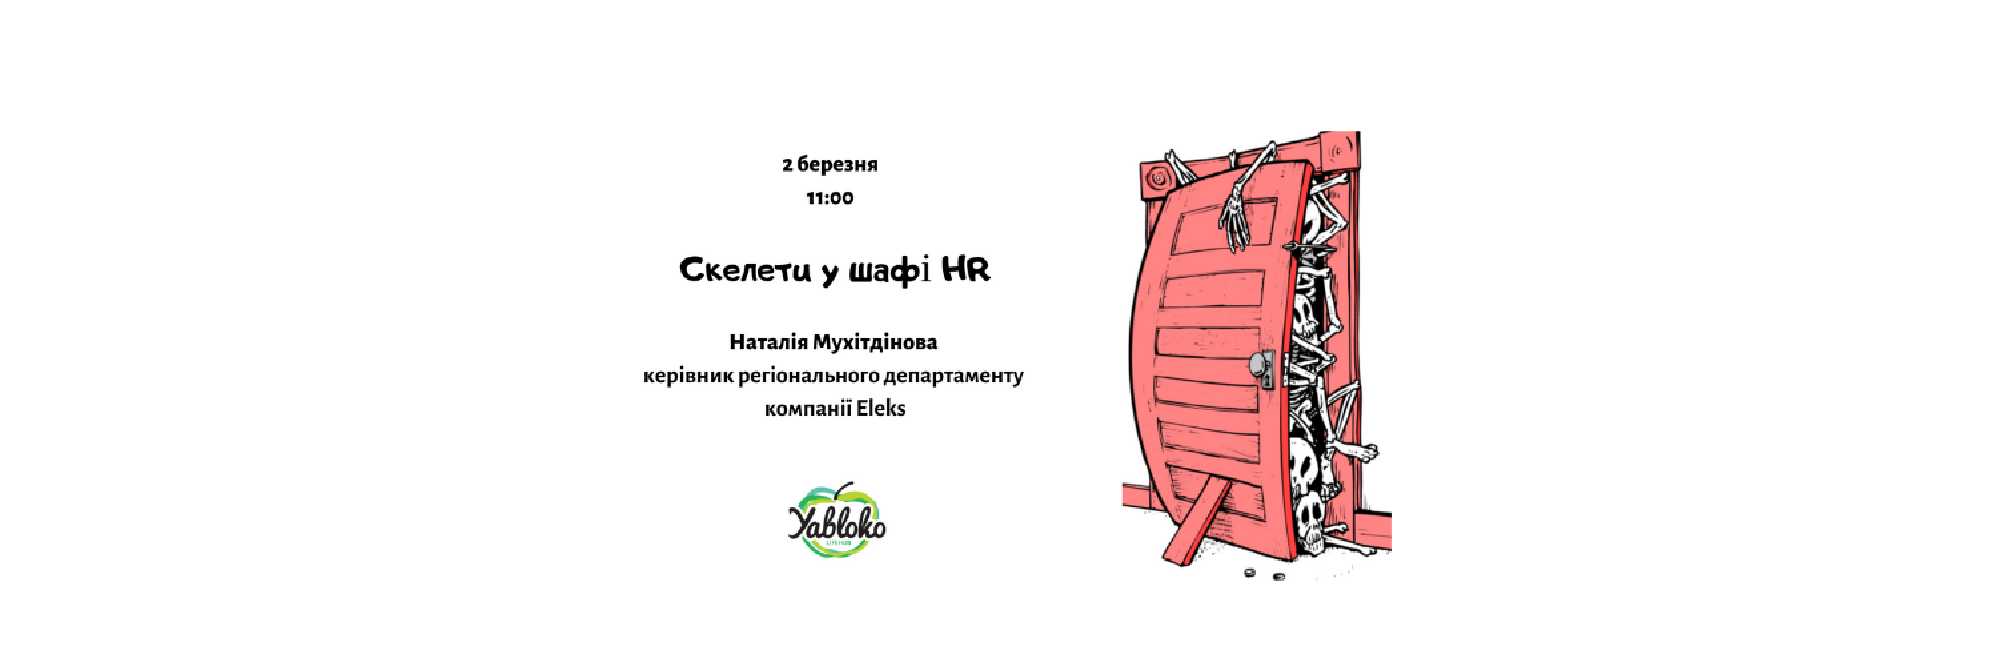 2 березня
11:00
Скелети у шафі HR
Наталія Мухітдінова
керівник регіонального департаменту
компанії Eleks
Yabloko